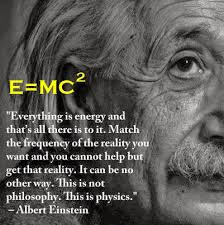 E=MC²
"Everything is energy and
that's all there is to it. Match
the frequency of the reality you
want and you cannot help but
get that reality. It can be no
other way. This is not
philosophy. This is physics."
– Albert Einstein